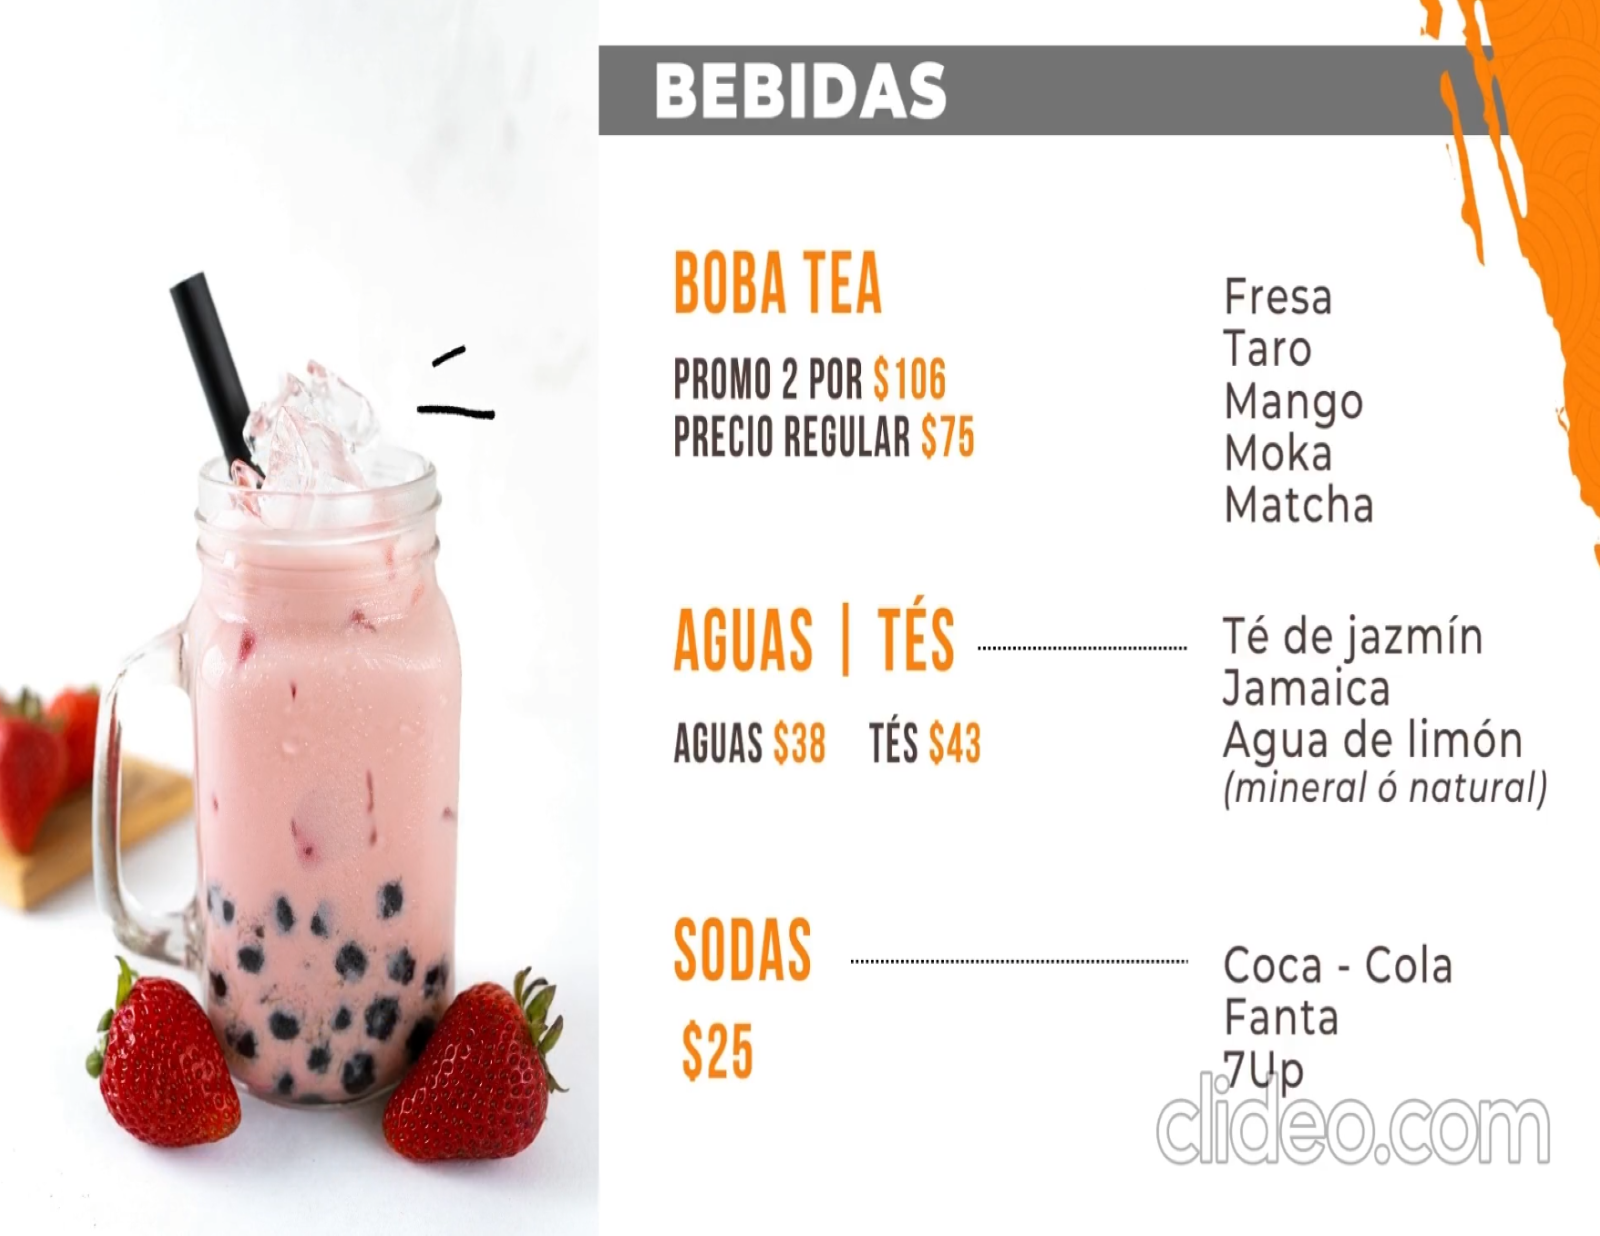 BEBIDAS
BOBA TEA
PROMO 2 POR $106
PRECIO REGULAR $75
Fresa
Taro
Mango
Moka
Matcha
AGUAS | TÉS
AGUAS $38 TÉS $43
Té de jazmín
Jamaica
Agua de limón
(mineral ó natural)
SODAS
$25
Coca - Cola
Fanta
7Up
clideo.com